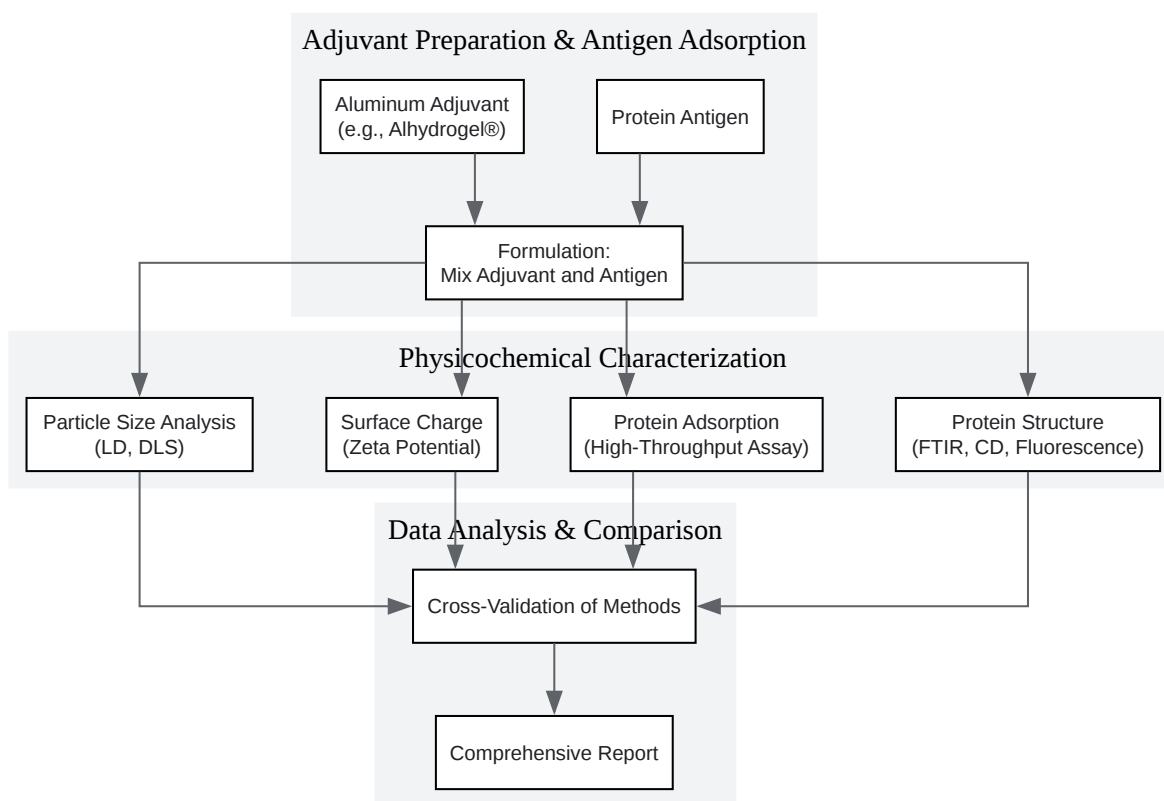 Adjuvant Preparation & Antigen Adsorption
Aluminum Adjuvant
(e.g., Alhydrogel®)
Protein Antigen
Formulation:
Mix Adjuvant and Antigen
Physicochemical Characterization
Particle Size Analysis
(LD, DLS)
Surface Charge
(Zeta Potential)
Protein Adsorption
(High-Throughput Assay)
Protein Structure
(FTIR, CD, Fluorescence)
Data Analysis & Comparison
Cross-Validation of Methods
Comprehensive Report